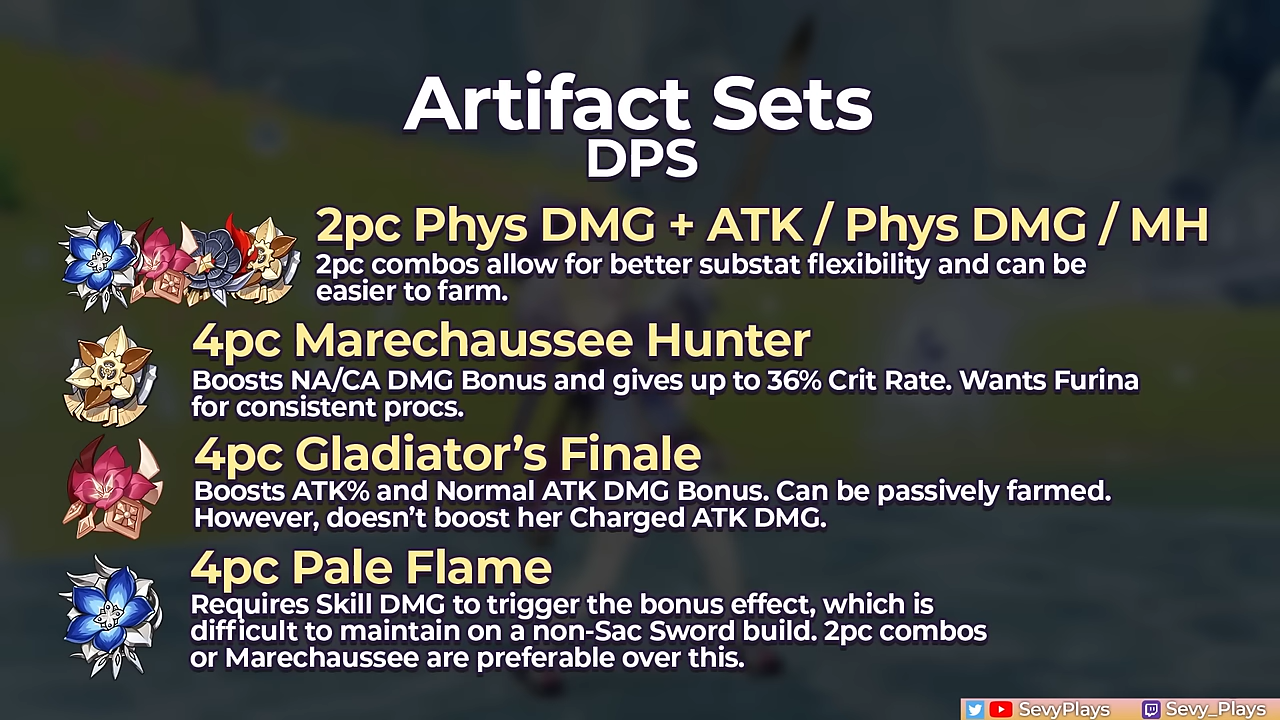 Artifact Sets
DPS
2pc Phys DMG + ATK / Phys DMG / MH
2pc combos allow for better substat flexibility and can be
easier to farm.
4pc Marechaussee Hunter
Boosts NA/CA DMG Bonus and gives up to 36% Crit Rate. Wants Furina
for consistent procs.
4pc Gladiator’s Finale
Boosts ATK% and Normal ATK DMG Bonus. Can be passively farmed.
However, doesn’t boost her Charged ATK DMG.
4pc Pale Flame
Requires Skill DMG to trigger the bonus effect, which is
difficult to maintain on a non-Sac Sword build. 2pc combos
or Marechaussee are preferable over this.
SevyPlays Sevy_Plays